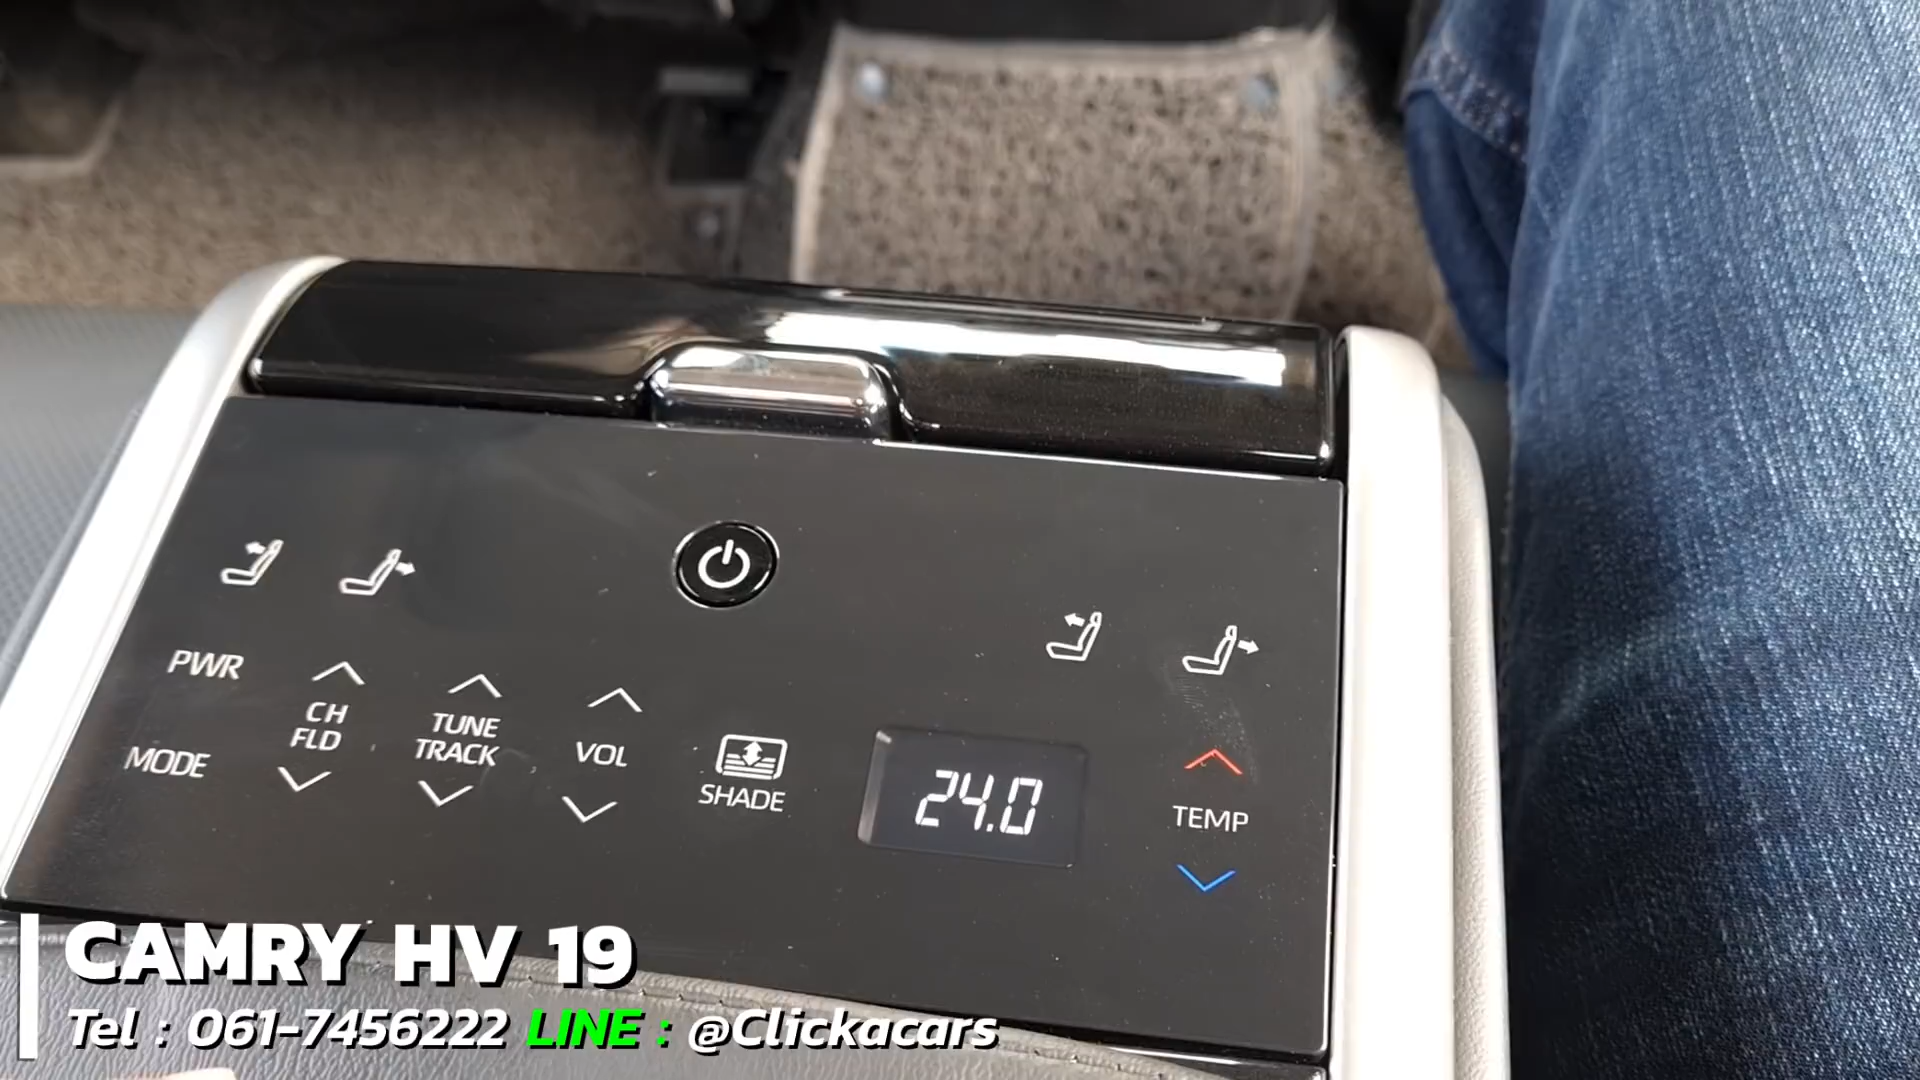 PWR
CH
FLD
TUNE
TRACK
MODE
VOL
SHADE
24.0
TEMP
CAMRY HV 19
Tel : 061-7456222 LINE : @Clickacars